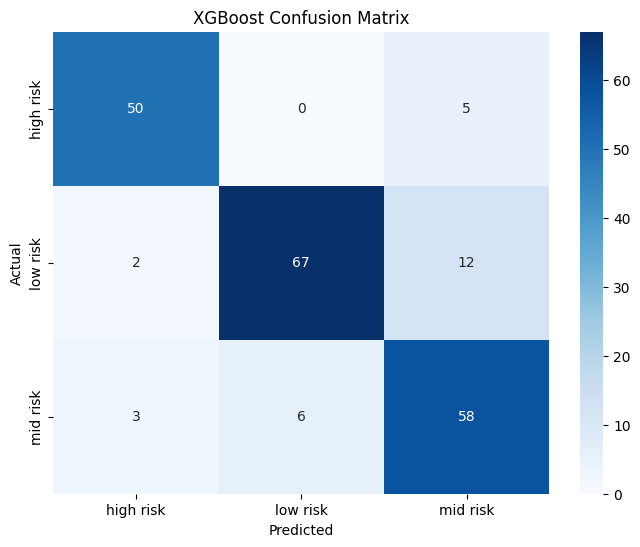 XGBoost Confusion Matrix
high risk
50
0
5
60
50
Actual
low risk
2
67
12
40
30
mid risk
3
6
58
20
10
0
high risk
low risk
mid risk
Predicted